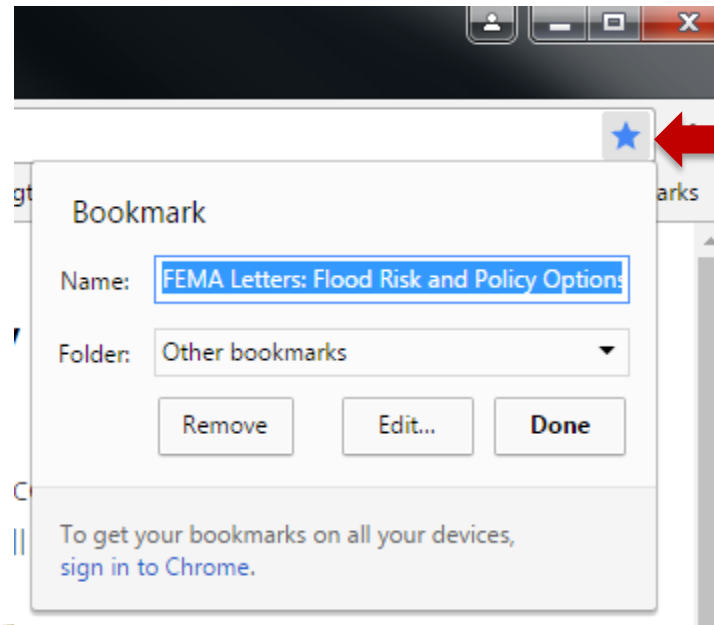 Bookmark
Name: FEMA Letters: Flood Risk and Policy Options
Folder: Other bookmarks
Remove Edit... Done
To get your bookmarks on all your devices,
sign in to Chrome.